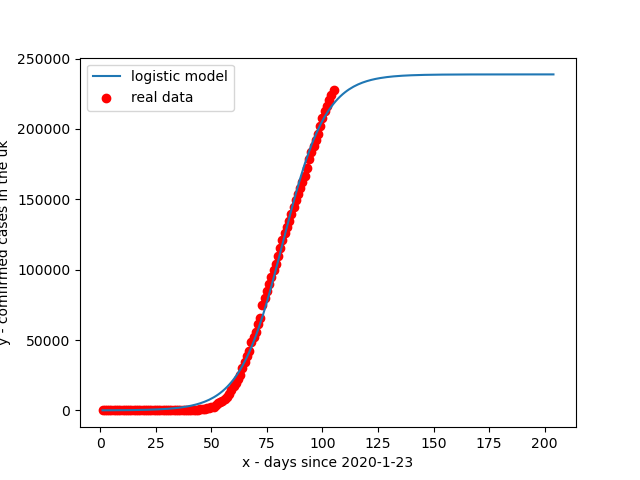 logistic model
real data
250000
200000
150000
100000
50000
0
y - comfirmed cases in the uk
0 25 50 75 100 125 150 175 200
x - days since 2020-1-23